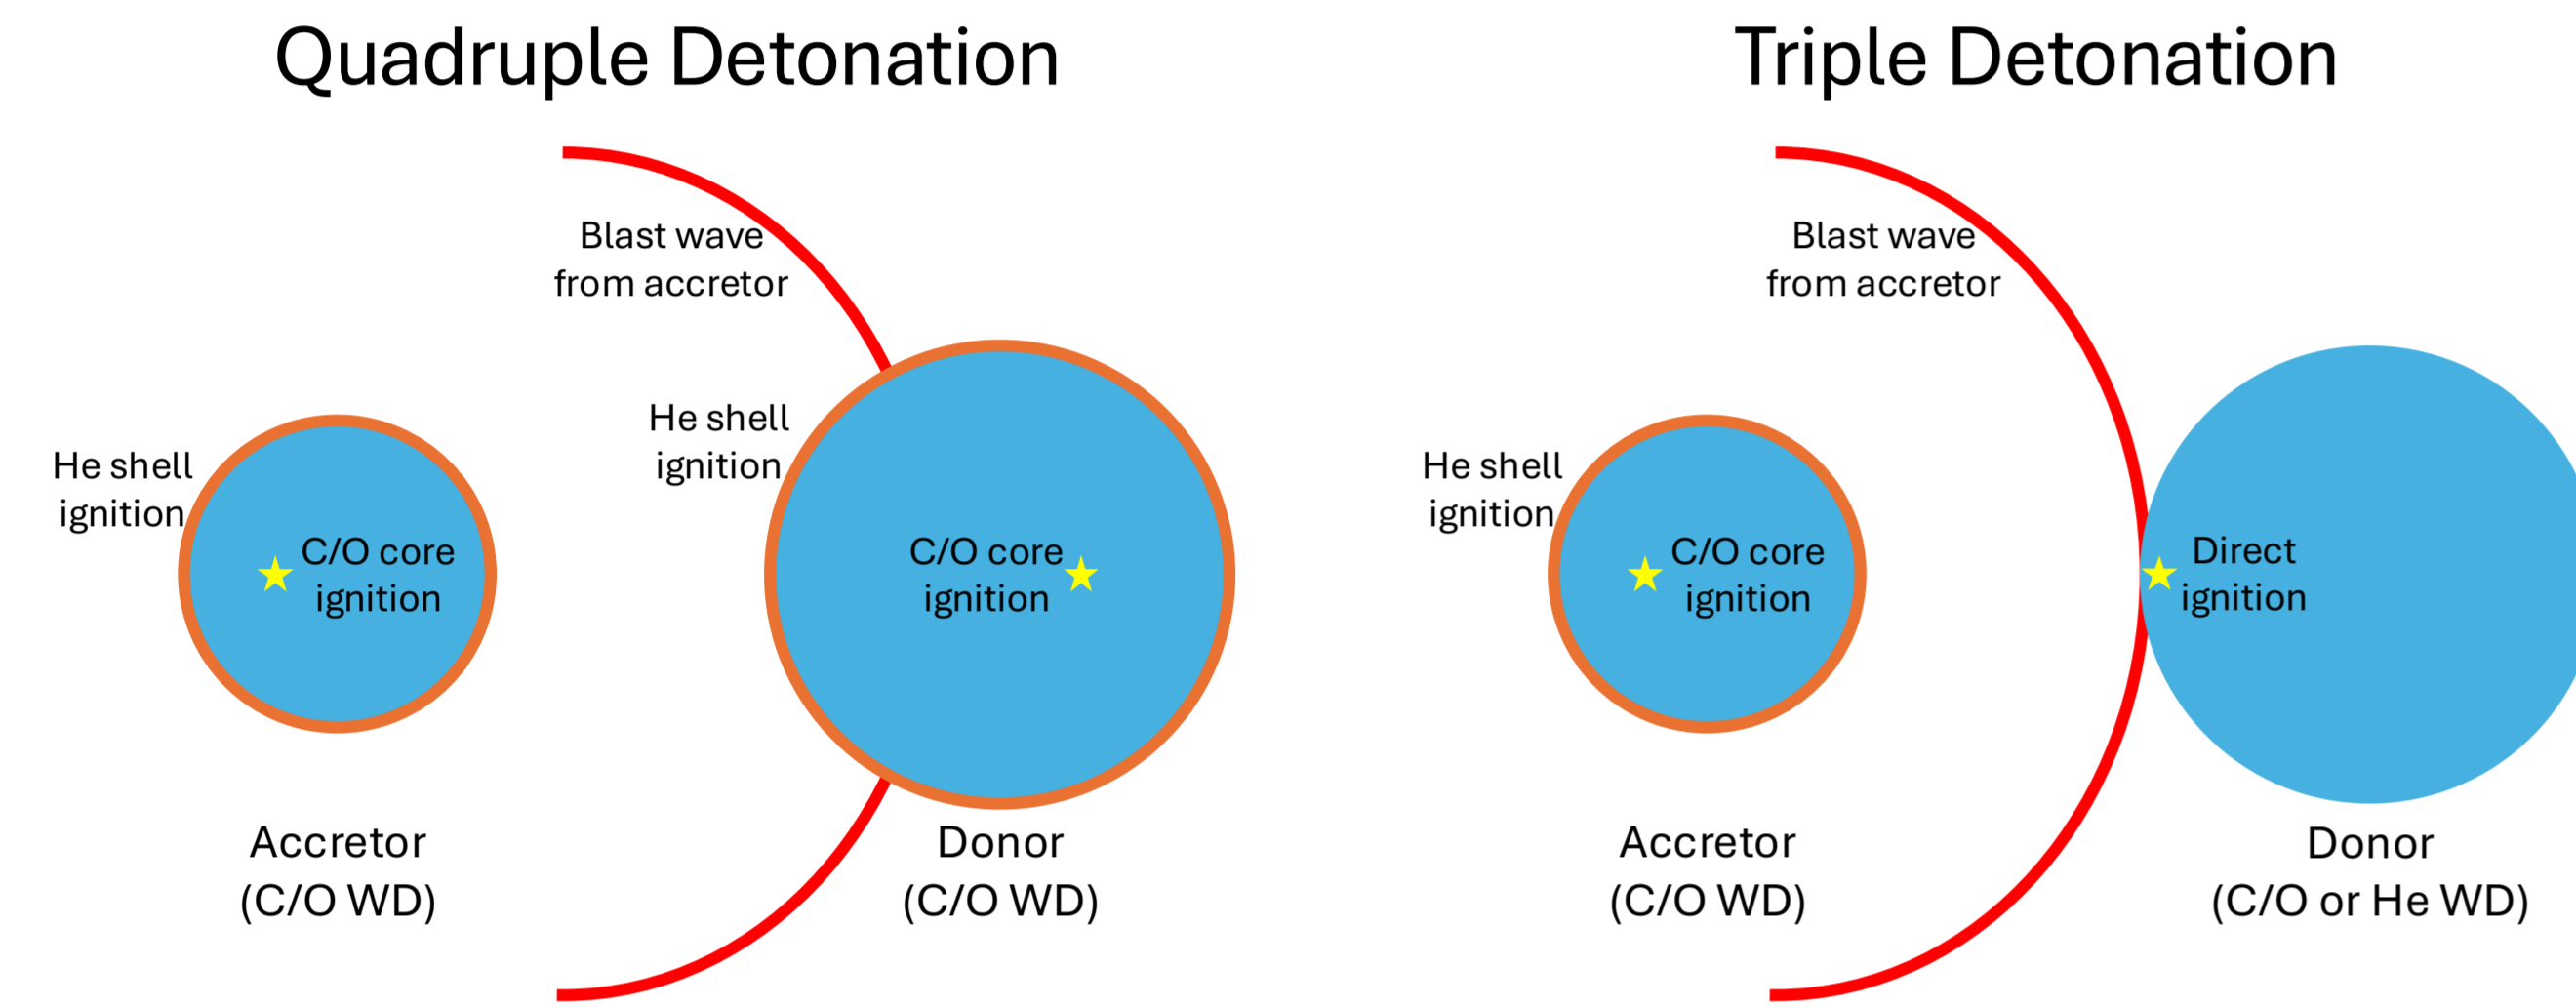 Quadruple Detonation
Blast wave
from accretor
He shell
ignition
He shell
ignition
C/O core
ignition
C/O core
ignition
Accretor
(C/O WD)
Donor
(C/O WD)
Triple Detonation
Blast wave
from accretor
He shell
ignition
C/O core
ignition
Direct
ignition
Accretor
(C/O WD)
Donor
(C/O or He WD)